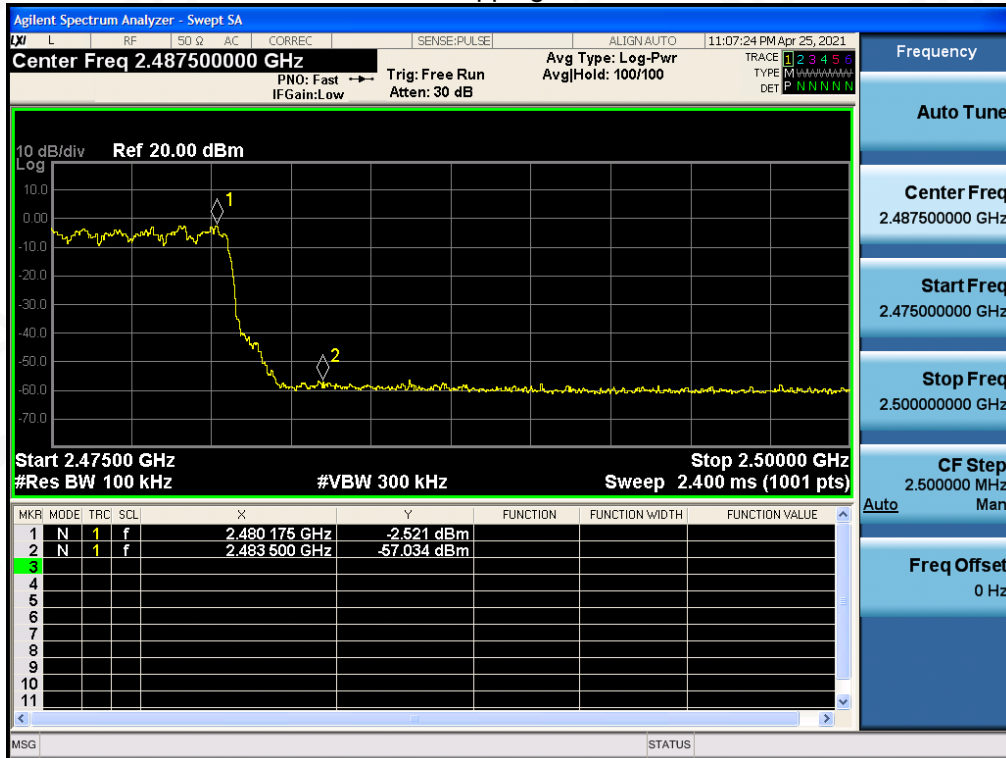 Agilent Spectrum Analyzer - Swept SA
LXI L RF 50 Ω AC CORREC SENSE:PULSE ALIGN AUTO 11:07:24 PM Apr 25, 2021
Center Freq 2.487500000 GHz
PNO: Fast
IFGain:Low
Trig: Free Run
Atten: 30 dB
Avg Type: Log-Pwr
Avg|Hold: 100/100
TRACE 1 2 3 4 5 6
TYPE M WWWWW
DET P N N N N N
10 dB/div Ref 20.00 dBm
Log
10.0
0.00
-10.0
-20.0
-30.0
-40.0
-50.0
-60.0
-70.0
1
2
Start 2.47500 GHz Stop 2.50000 GHz
#Res BW 100 kHz #VBW 300 kHz Sweep 2.400 ms (1001 pts)
MKR MODE TRC SCL X Y FUNCTION FUNCTION WIDTH FUNCTION VALUE
1 N 1 f 2.480 175 GHz -2.521 dBm
2 N 1 f 2.483 500 GHz -57.034 dBm
3
4
5
6
7
8
9
10
11
MSG STATUS
Frequency
Auto Tune
Center Freq
2.487500000 GHz
Start Freq
2.475000000 GHz
Stop Freq
2.500000000 GHz
CF Step
2.500000 MHz
Auto Man
Freq Offset
0 Hz